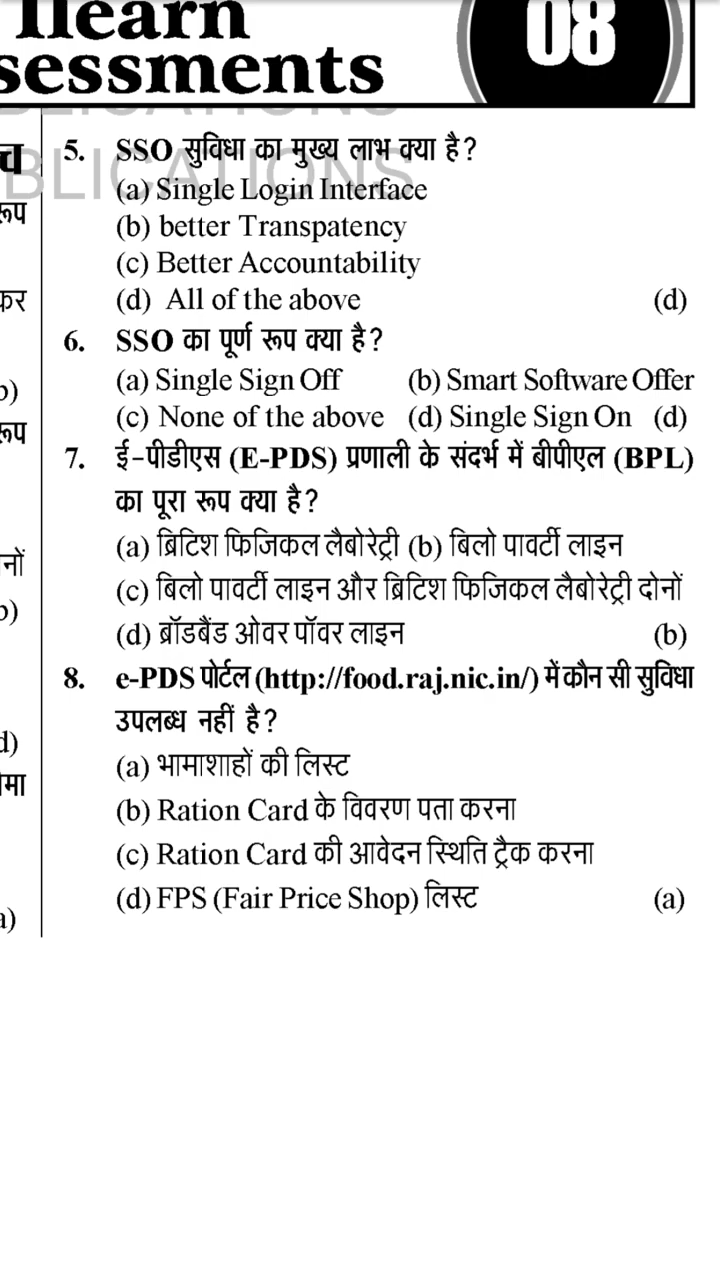 Ilearn
sessments
08
BLICATIONS
5. SSO सुविधा का मुख्य लाभ क्या है?
(a) Single Login Interface
(b) better Transpatency
(c) Better Accountability
(d) All of the above (d)
6. SSO का पूर्ण रूप क्या है?
(a) Single Sign Off (b) Smart Software Offer
(c) None of the above (d) Single Sign On (d)
7. ई-पीडीएस (E-PDS) प्रणाली के संदर्भ में बीपीएल (BPL)
का पूरा रूप क्या है?
(a) ब्रिटिश फिजिकल लैबोरेट्री (b) बिलो पावर्टी लाइन
(c) बिलो पावर्टी लाइन और ब्रिटिश फिजिकल लैबोरेट्री दोनों
(d) ब्रॉडबैंड ओवर पॉवर लाइन (b)
8. e-PDS पोर्टल (http://food.raj.nic.in/) में कौन सी सुविधा
उपलब्ध नहीं है?
(a) भामाशाहों की लिस्ट
(b) Ration Card के विवरण पता करना
(c) Ration Card की आवेदन स्थिति ट्रैक करना
(d) FPS (Fair Price Shop) लिस्ट (a)